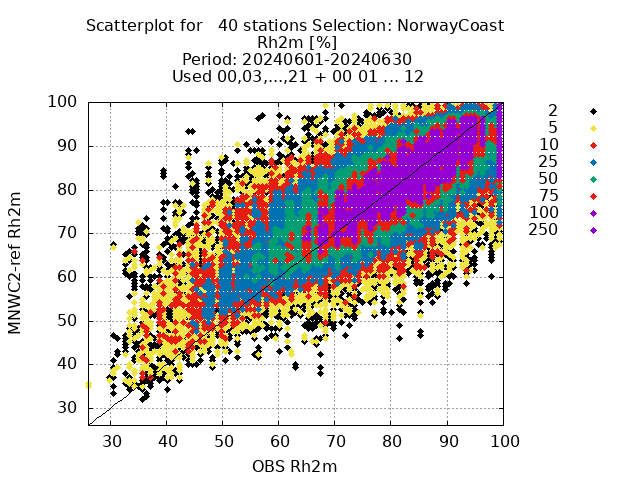 Scatterplot for   40 stations Selection: NorwayCoast
Rh2m [%]
Period: 20240601-20240630
Used 00,03,...,21 + 00 01 ... 12
100
90
80
70
60
50
40
30
MNWC2-ref Rh2m
30 40 50 60 70 80 90 100
OBS Rh2m
2
5
10
25
50
75
100
250